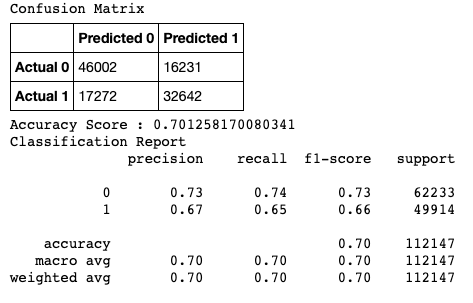 Confusion Matrix
Predicted 0 Predicted 1
Actual 0 46002 16231
Actual 1 17272 32642
Accuracy Score : 0.701258170080341
Classification Report
precision recall f1-score support
0 0.73 0.74 0.73 62233
1 0.67 0.65 0.66 49914
accuracy 0.70 112147
macro avg 0.70 0.70 0.70 112147
weighted avg 0.70 0.70 0.70 112147